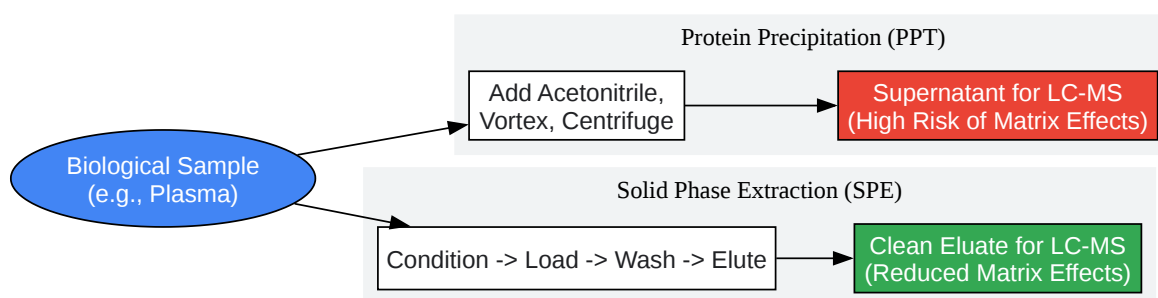 Protein Precipitation (PPT)
Add Acetonitrile,
Vortex, Centrifuge
Supernatant for LC-MS
(High Risk of Matrix Effects)
Biological Sample
(e.g., Plasma)
Solid Phase Extraction (SPE)
Condition -> Load -> Wash -> Elute
Clean Eluate for LC-MS
(Reduced Matrix Effects)